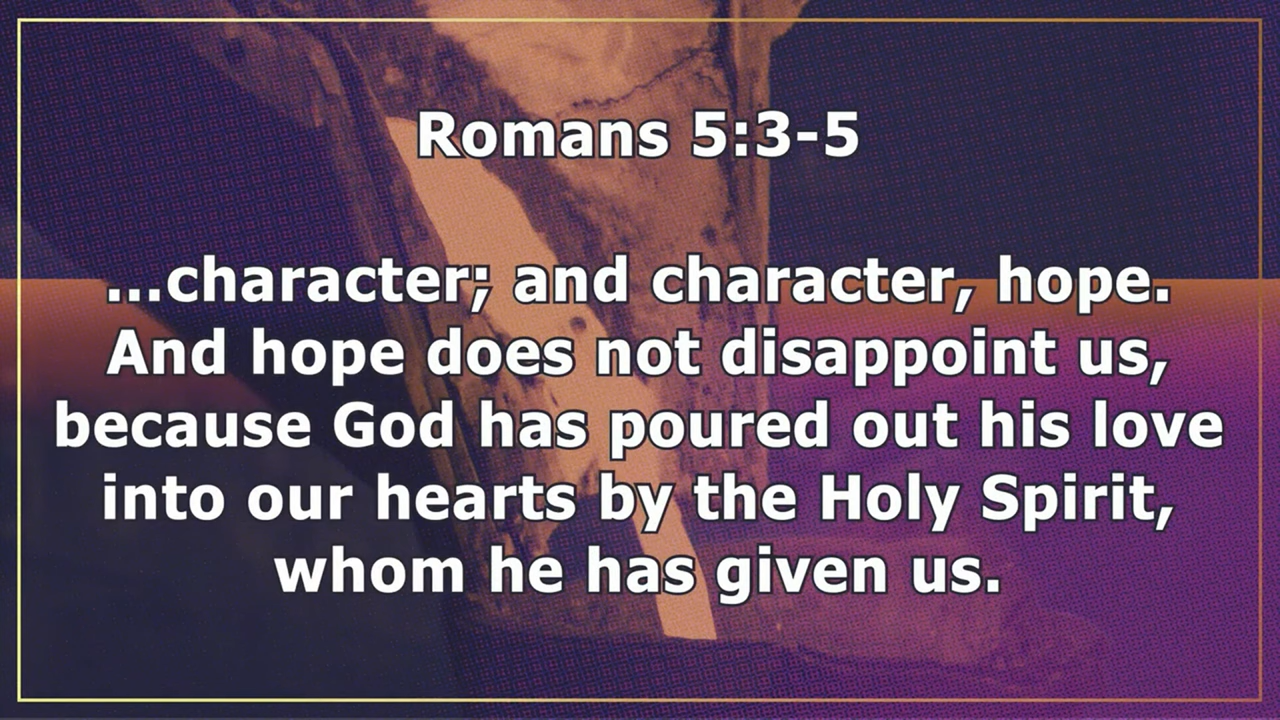 Romans 5:3-5
...character; and character, hope.
And hope does not disappoint us,
because God has poured out his love
into our hearts by the Holy Spirit,
whom he has given us.